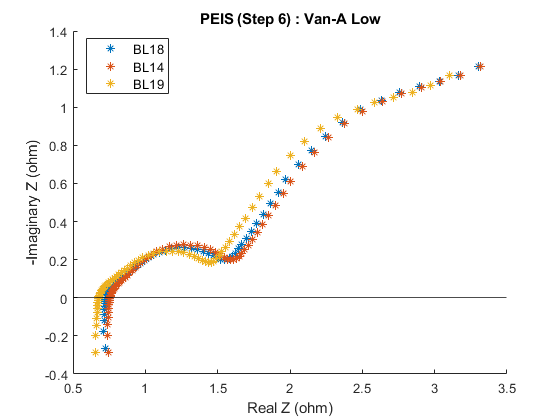 PEIS (Step 6) : Van-A Low
BL18
BL14
BL19
1.4
1.2
1
0.8
0.6
0.4
0.2
0
-0.2
-0.4
-Imaginary Z (ohm)
0.5 1 1.5 2 2.5 3 3.5
Real Z (ohm)